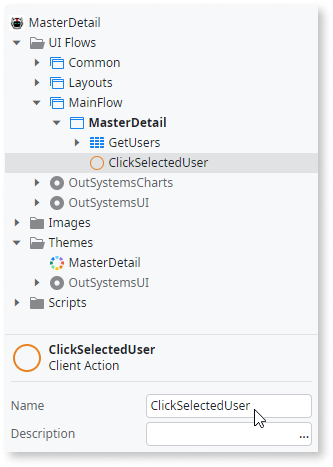 MasterDetail
UI Flows
Common
Layouts
MainFlow
MasterDetail
GetUsers
ClickSelectedUser
OutSystemsCharts
OutSystemsUI
Images
Themes
MasterDetail
OutSystemsUI
Scripts
ClickSelectedUser
Client Action
Name ClickSelectedUser
Description ...